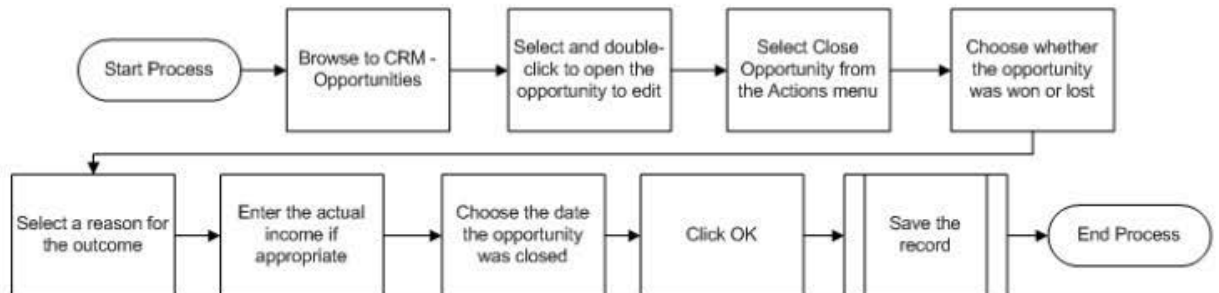 Start Process
Browse to CRM -
Opportunities
Select and double-
click to open the
opportunity to edit
Select Close
Opportunity from
the Actions menu
Choose whether
the opportunity
was won or lost
Select a reason for
the outcome
Enter the actual
income if
appropriate
Choose the date
the opportunity
was closed
Click OK
Save the
record
End Process